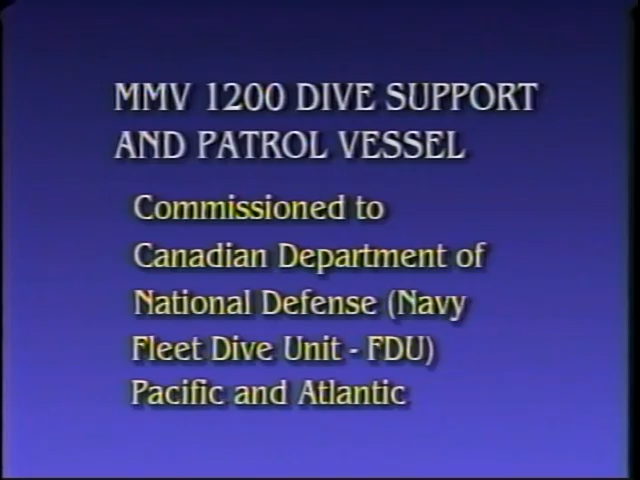 MMV 1200 DIVE SUPPORT
AND PATROL VESSEL
Commissioned to
Canadian Department of
National Defense (Navy
Fleet Dive Unit - FDU)
Pacific and Atlantic